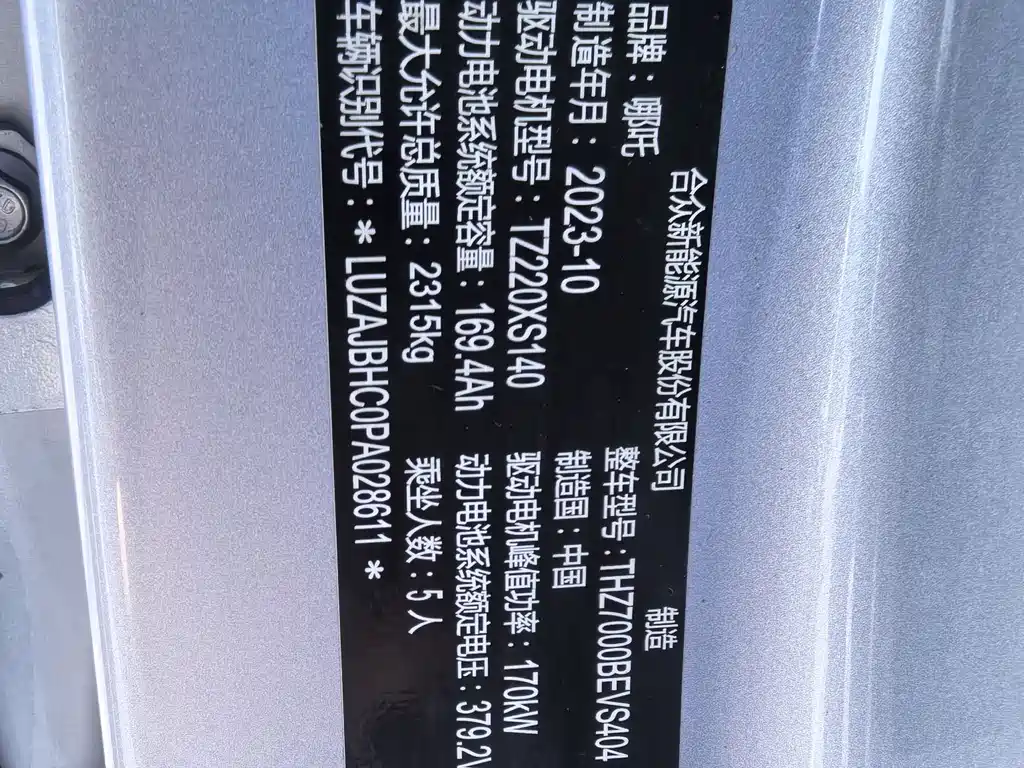 合众新能源汽车股份有限公司 制造
品牌：哪吒 整车型号：THZ7000BEVS404
制造年月：2023-10 制造国：中国
驱动电机型号：TZ220XS140 驱动电机峰值功率：170kW
动力电池系统额定容量：169.4Ah 动力电池系统额定电压：379.2V
最大允许总质量：2315kg 乘坐人数：5人
车辆识别代号：*LUZAJBHC0PA028611*